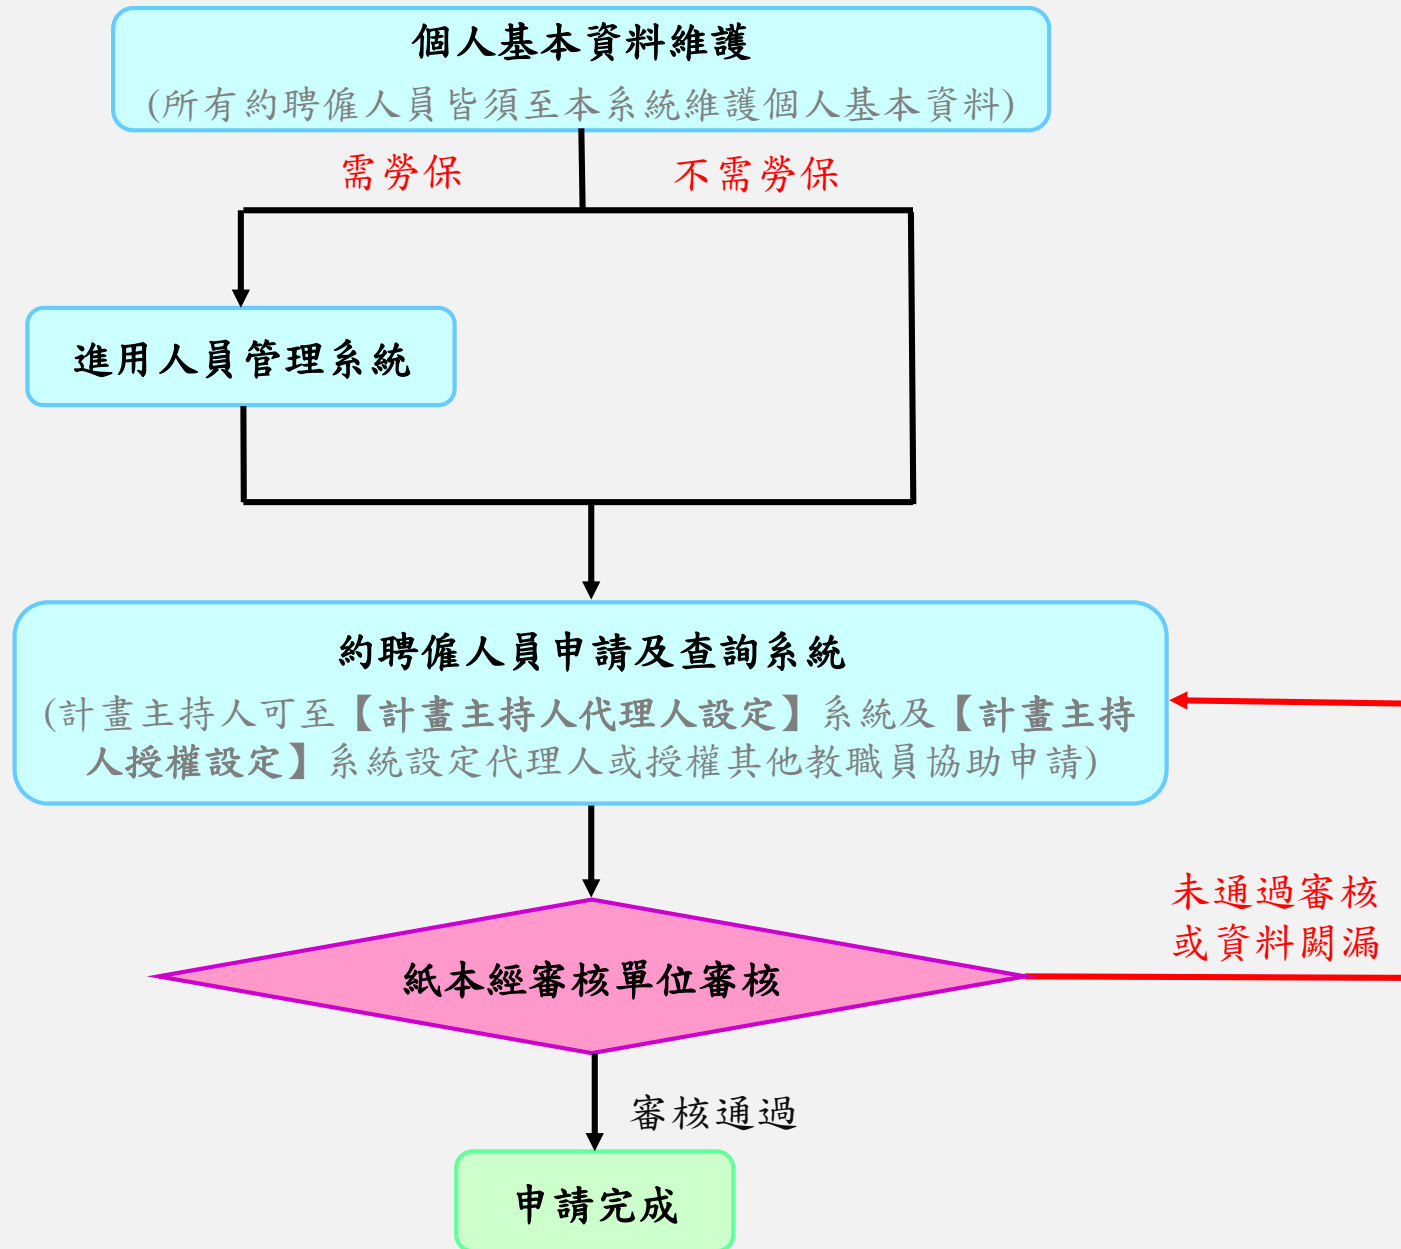 個人基本資料維護
(所有約聘僱人員皆須至本系統維護個人基本資料)
需勞保
不需勞保
進用人員管理系統
約聘僱人員申請及查詢系統
(計畫主持人可至【計畫主持人代理人設定】系統及【計畫主持
人授權設定】系統設定代理人或授權其他教職員協助申請)
未通過審核
或資料闕漏
紙本經審核單位審核
審核通過
申請完成